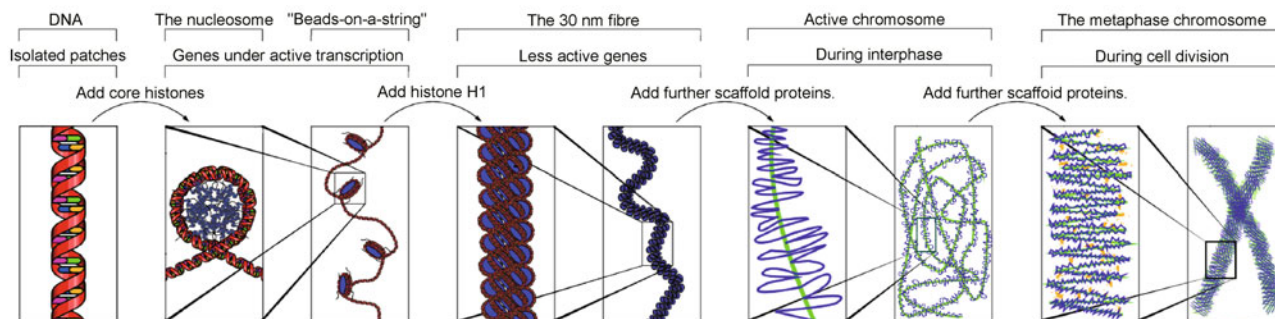 DNA
The nucleosome
"Beads-on-a-string"
The 30 nm fibre
Active chromosome
The metaphase chromosome
Isolated patches
Genes under active transcription
Less active genes
During interphase
During cell division
Add core histones
Add histone H1
Add further scaffold proteins.
Add further scaffold proteins.